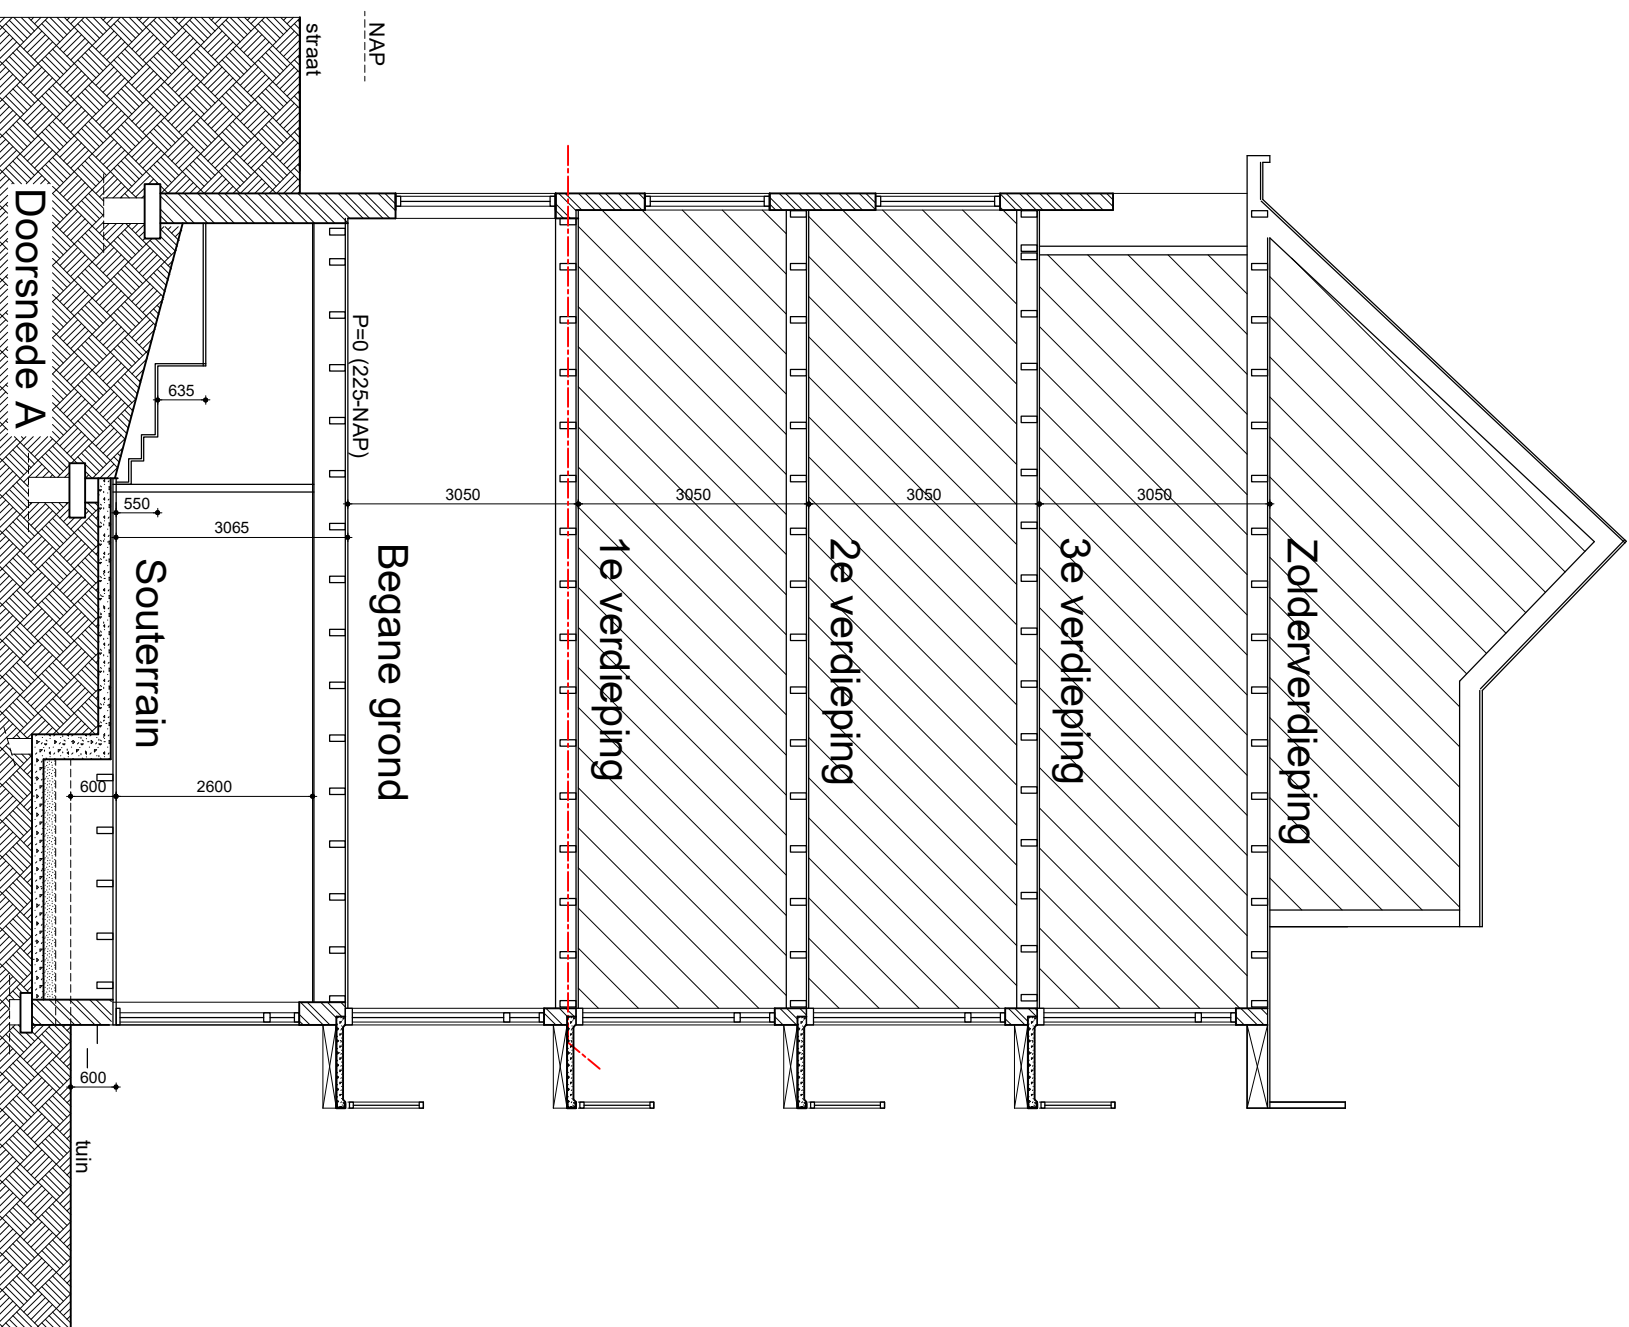 NAP
straat
Zolderverdieping
3050
3e verdieping
3050
2e verdieping
3050
1e verdieping
3050
P=0 (225-NAP)
Begane grond
3065
635
550
Souterrain
2600
600
600
tuin
Doorsnede A